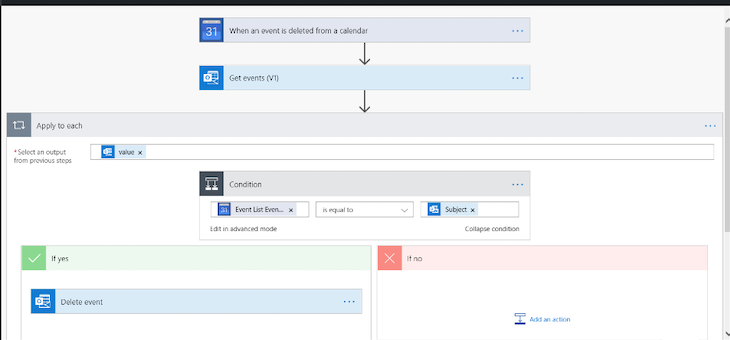 31
When an event is deleted from a calendar
...
Get events (V1)
...
Apply to each
...
*Select an output
from previous steps
value ×
Condition
...
31 Event List Even... ×
is equal to
Subject ×
Edit in advanced mode
Collapse condition
If yes
If no
Delete event
...
Add an action